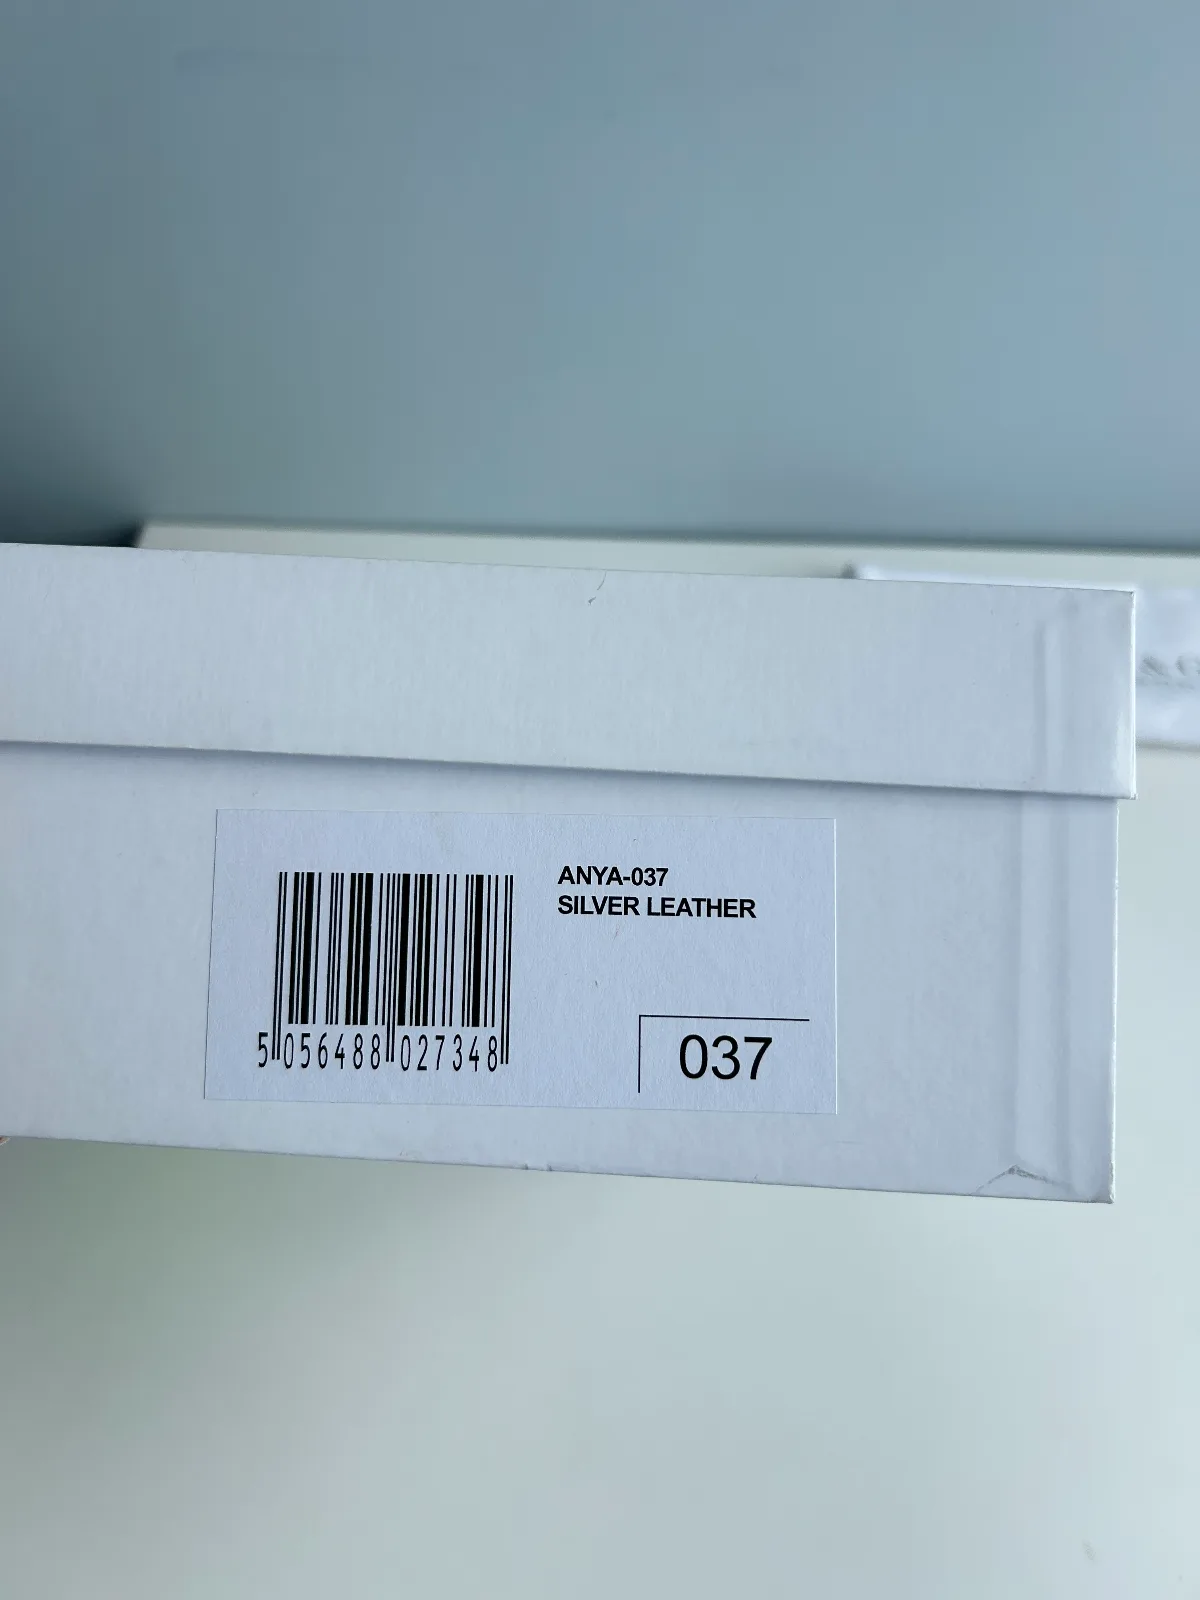 ANYA-037
SILVER LEATHER
5 056488 027348
037